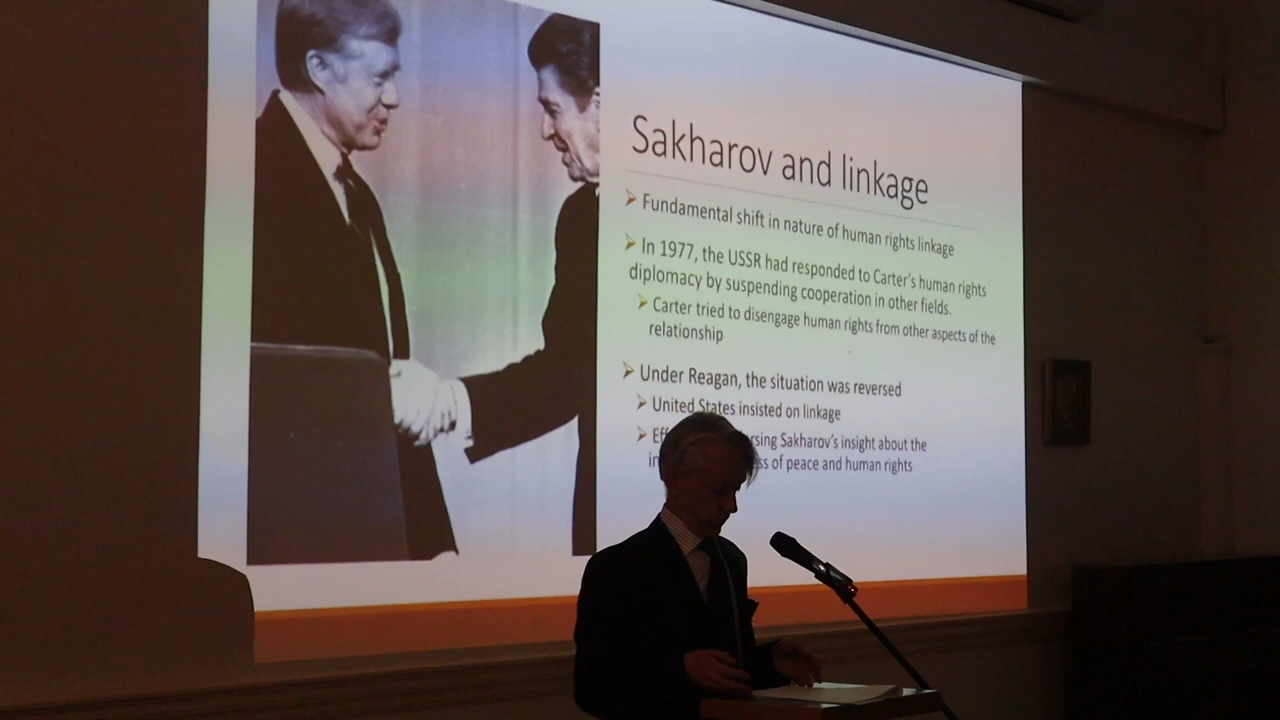 Sakharov and linkage
Fundamental shift in nature of human rights linkage
In 1977, the USSR had responded to Carter's human rights
diplomacy by suspending cooperation in other fields.
Carter tried to disengage human rights from other aspects of the
relationship
Under Reagan, the situation was reversed
United States insisted on linkage
Sakharov's insight about the
of peace and human rights